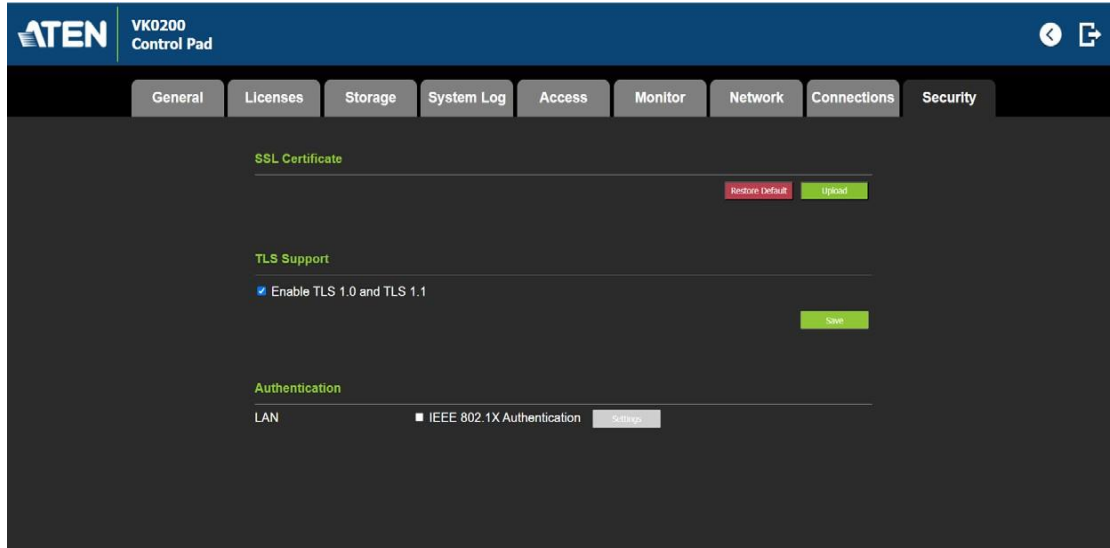 ATEN
VK0200
Control Pad
General Licenses Storage System Log Access Monitor Network Connections Security
SSL Certificate
Restore Default Upload
TLS Support
Enable TLS 1.0 and TLS 1.1
Save
Authentication
LAN IEEE 802.1X Authentication Settings